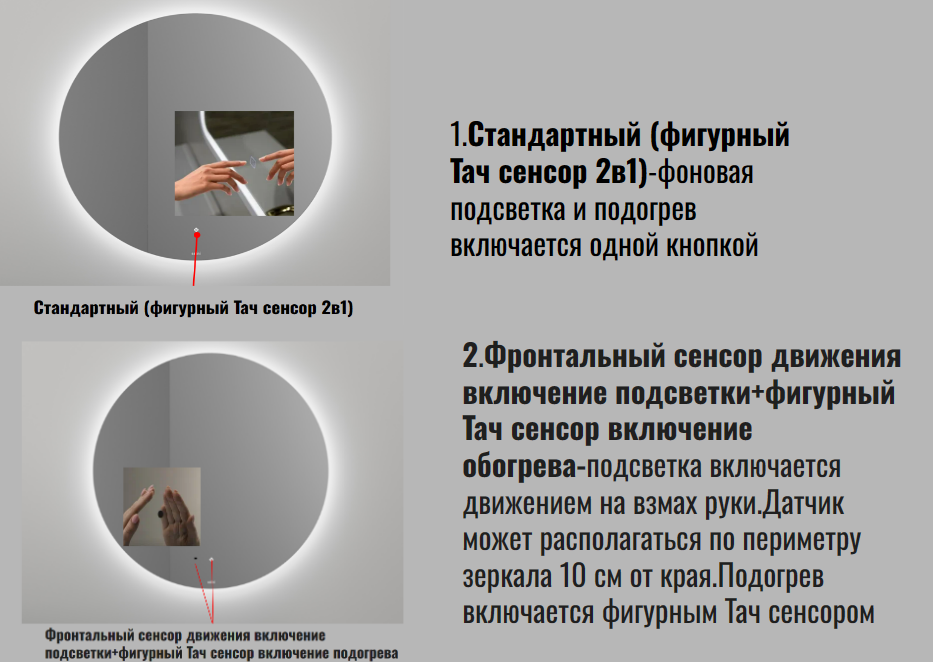 1.Стандартный (фигурный
Тач сенсор 2в1)-фоновая
подсветка и подогрев
включается одной кнопкой
Стандартный (фигурный Тач сенсор 2в1)
2.Фронтальный сенсор движения
включение подсветки+фигурный
Тач сенсор включение
обогрева-подсветка включается
движением на взмах руки.Датчик
может располагаться по периметру
зеркала 10 см от края.Подогрев
включается фигурным Тач сенсором
Фронтальный сенсор движения включение
подсветки+фигурный Тач сенсор включение подогрева